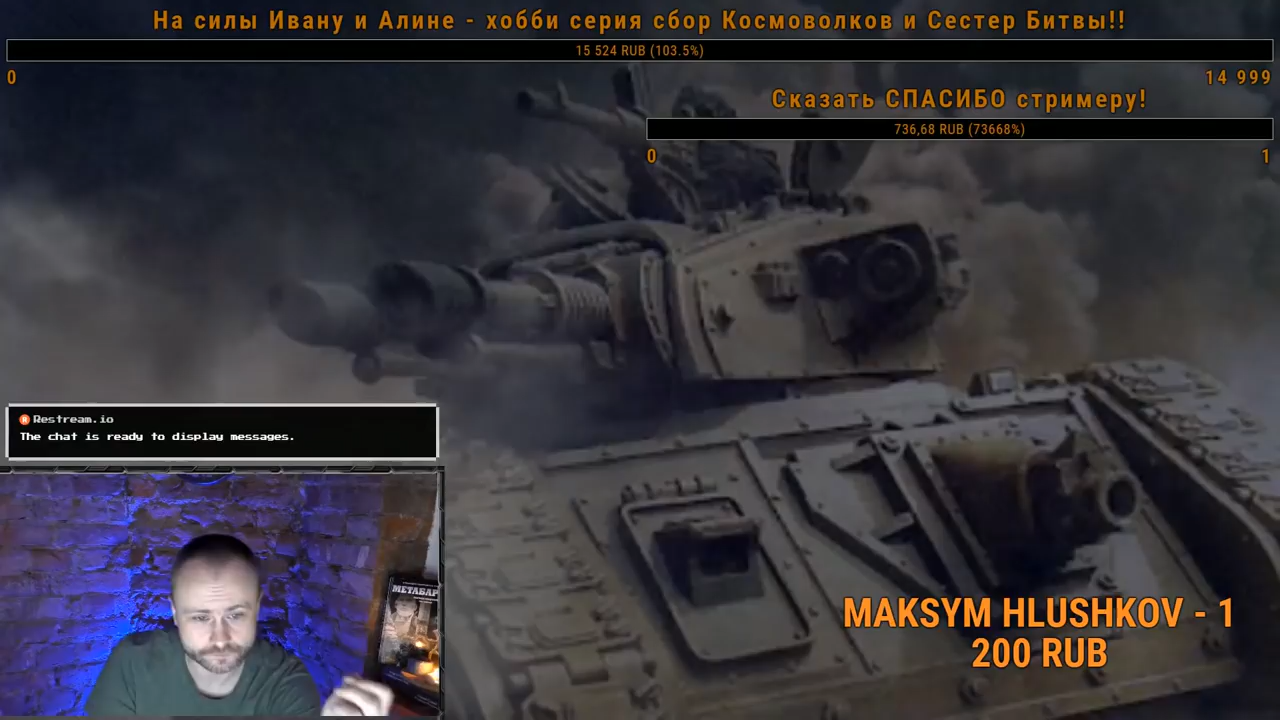 На силы Ивану и Алине - хобби серия сбор Космоволков и Сестер Битвы!!
15 524 RUB (103.5%)
0
14 999
Сказать СПАСИБО стримеру!
736,68 RUB (73668%)
0
1
Restream.io
The chat is ready to display messages.
МЕТАБАР
MAKSYM HLUSHKOV - 1
200 RUB